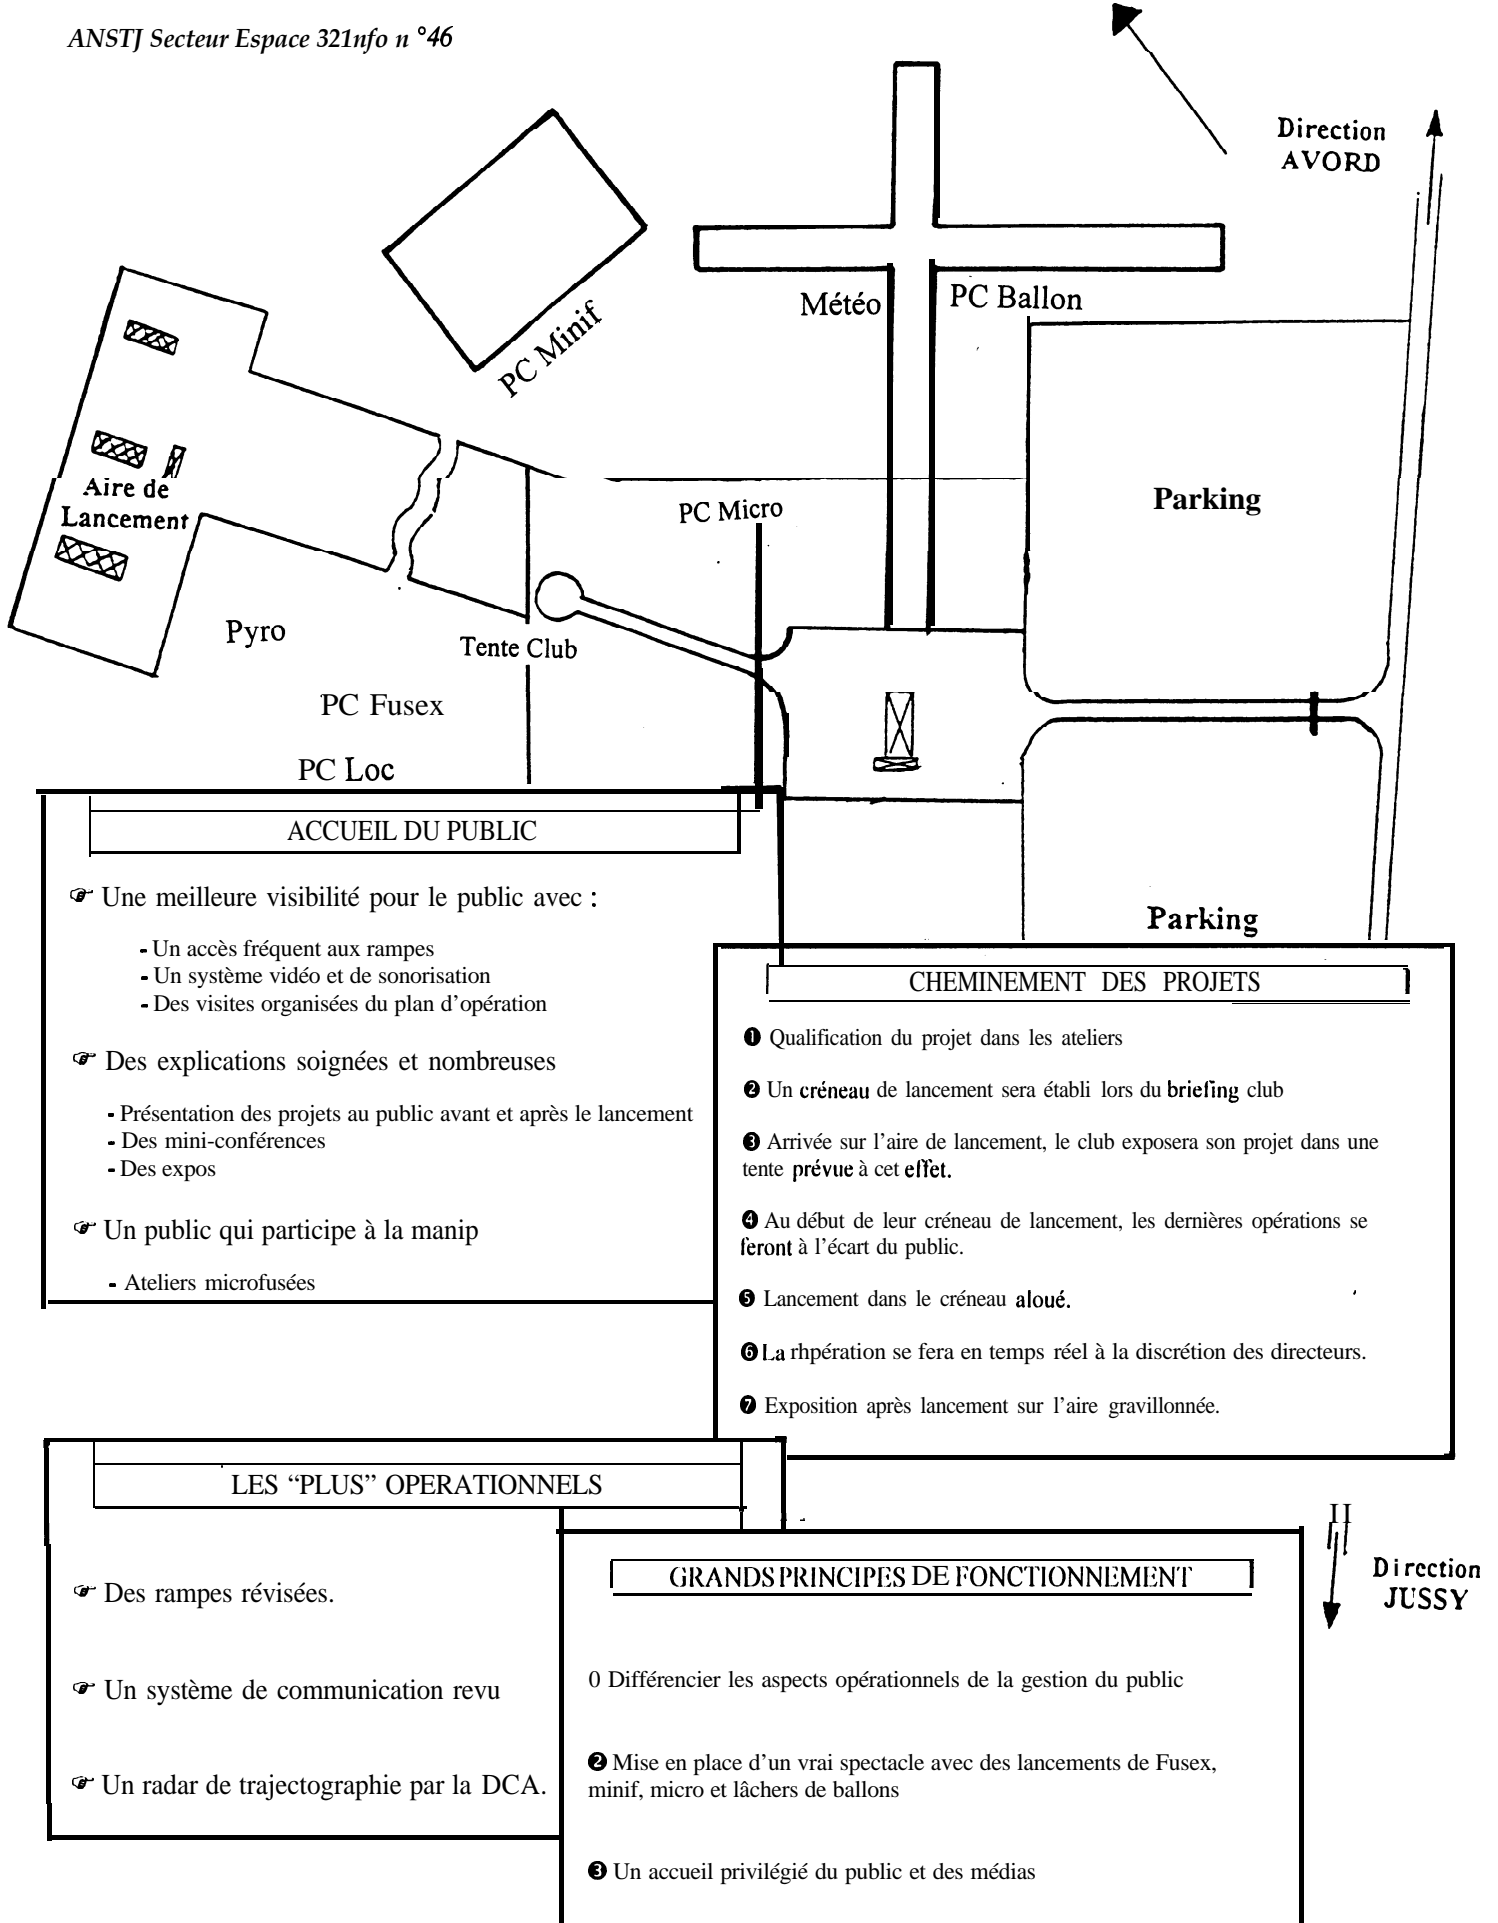 ANSTJ Secteur Espace 321nfo n °46
Direction
AVORD
Météo
PC Ballon
PC Minif
Aire de
Lancement
PC Micro
Parking
Pyro
Tente Club
PC Fusex
PC Loc
Parking
ACCUEIL DU PUBLIC
☞ Une meilleure visibilité pour le public avec :
- Un accès fréquent aux rampes
- Un système vidéo et de sonorisation
- Des visites organisées du plan d’opération
☞ Des explications soignées et nombreuses
- Présentation des projets au public avant et après le lancement
- Des mini-conférences
- Des expos
☞ Un public qui participe à la manip
- Ateliers microfusées
CHEMINEMENT DES PROJETS
❶ Qualification du projet dans les ateliers
❷ Un créneau de lancement sera établi lors du briefing club
❸ Arrivée sur l’aire de lancement, le club exposera son projet dans une
tente prévue à cet effet.
❹ Au début de leur créneau de lancement, les dernières opérations se
feront à l’écart du public.
❺ Lancement dans le créneau aloué.
❻ La rhpération se fera en temps réel à la discrétion des directeurs.
❼ Exposition après lancement sur l’aire gravillonnée.
LES “PLUS” OPERATIONNELS
☞ Des rampes révisées.
☞ Un système de communication revu
☞ Un radar de trajectographie par la DCA.
GRANDS PRINCIPES DE FONCTIONNEMENT
0 Différencier les aspects opérationnels de la gestion du public
❷ Mise en place d’un vrai spectacle avec des lancements de Fusex,
minif, micro et lâchers de ballons
❸ Un accueil privilégié du public et des médias
II
Direction
JUSSY